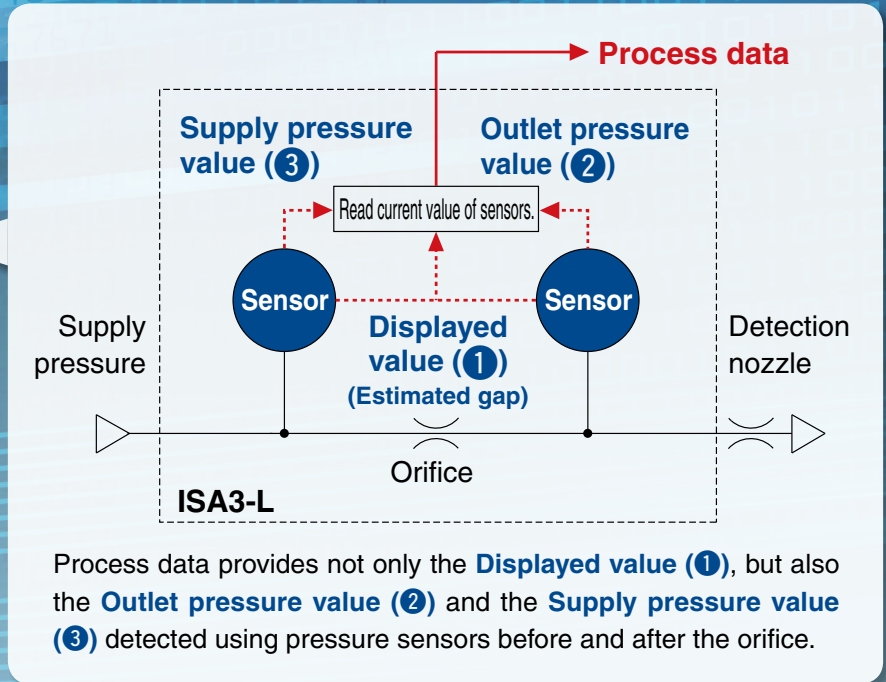 Process data
Supply pressure
value (❸)
Outlet pressure
value (❷)
Read current value of sensors.
Sensor
Sensor
Supply
pressure
Displayed
value (❶)
(Estimated gap)
Detection
nozzle
Orifice
ISA3-L
Process data provides not only the Displayed value (❶), but also
the Outlet pressure value (❷) and the Supply pressure value
(❸) detected using pressure sensors before and after the orifice.